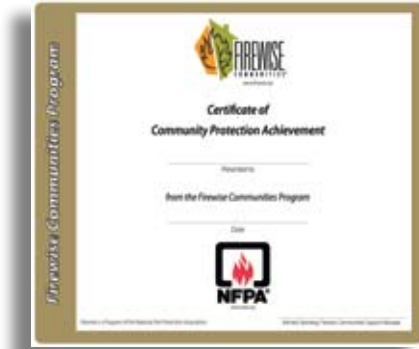 Firewise Communities Program
FIREWISE
COMMUNITIES
Certificate of
Community Protection Achievement
Presented to
from the Firewise Communities Program
Date
NFPA®